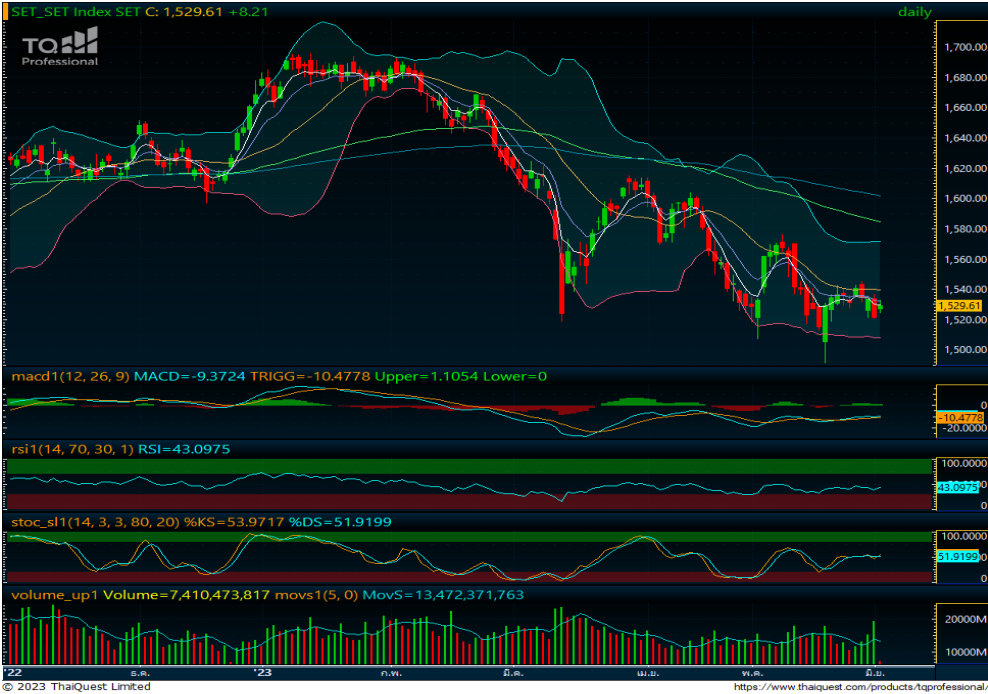 SET_SET Index SET C: 1,529.61 +8.21 daily
TQ
Professional
1,700.00
1,680.00
1,660.00
1,640.00
1,620.00
1,600.00
1,580.00
1,560.00
1,540.00
1,529.61
1,520.00
1,500.00
macd1(12, 26, 9) MACD=-9.3724 TRIGG=-10.4778 Upper=1.1054 Lower=0
0
-10.4778
-20.0000
rsi1(14, 70, 30, 1) RSI=43.0975
100.0000
43.0975
0
stoc_sl1(14, 3, 3, 80, 20) %KS=53.9717 %DS=51.9199
100.0000
51.9199
0
volume_up1 Volume=7,410,473,817 movs1(5, 0) MovS=13,472,371,763
20000M
10000M
'22 ธ.ค. '23 ก.พ. มี.ค. เม.ย. พ.ค. มิ.ย.
© 2023 ThaiQuest Limited https://www.thaiquest.com/products/tqprofessional/